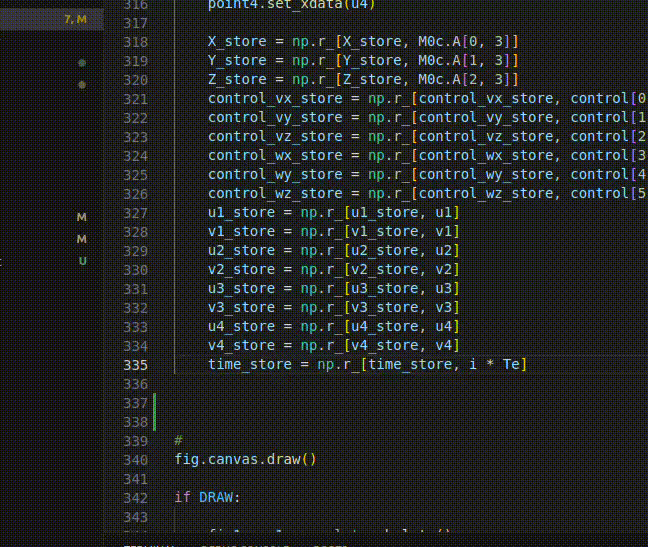 316 point4.set_xdata(u4)
7, M
317
318 X_store = np.r_[X_store, M0c.A[0, 3]]
319 Y_store = np.r_[Y_store, M0c.A[1, 3]]
320 Z_store = np.r_[Z_store, M0c.A[2, 3]]
321 control_vx_store = np.r_[control_vx_store, control[0
322 control_vy_store = np.r_[control_vy_store, control[1
323 control_vz_store = np.r_[control_vz_store, control[2
324 control_wx_store = np.r_[control_wx_store, control[3
325 control_wy_store = np.r_[control_wy_store, control[4
326 control_wz_store = np.r_[control_wz_store, control[5
M
327 u1_store = np.r_[u1_store, u1]
328 v1_store = np.r_[v1_store, v1]
M
329 u2_store = np.r_[u2_store, u2]
U
330 v2_store = np.r_[v2_store, v2]
331 u3_store = np.r_[u3_store, u3]
332 v3_store = np.r_[v3_store, v3]
333 u4_store = np.r_[u4_store, u4]
334 v4_store = np.r_[v4_store, v4]
335 time_store = np.r_[time_store, i * Te]
336
337
338
339 #
340 fig.canvas.draw()
341
342 if DRAW:
343